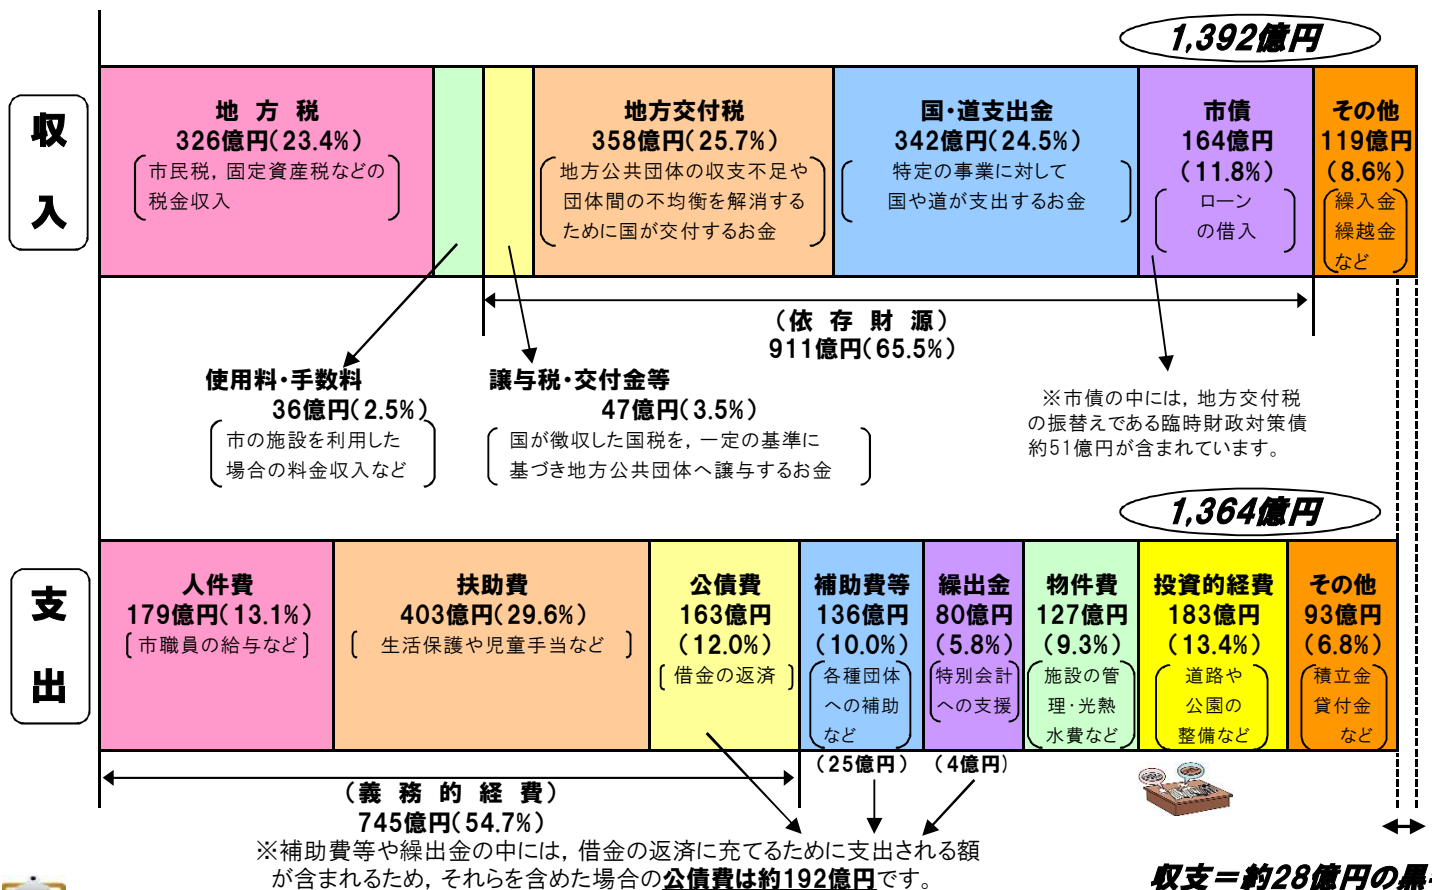 1,392億円
収入
地方税
326億円(23.4%)
市民税，固定資産税などの
税金収入
地方交付税
358億円(25.7%)
地方公共団体の収支不足や
団体間の不均衡を解消する
ために国が交付するお金
国・道支出金
342億円(24.5%)
特定の事業に対して
国や道が支出するお金
市債
164億円
(11.8%)
ローン
の借入
その他
119億円
(8.6%)
繰入金
繰越金
など
(依存財源)
911億円(65.5%)
使用料・手数料
36億円(2.5%)
市の施設を利用した
場合の料金収入など
譲与税・交付金等
47億円(3.5%)
国が徴収した国税を，一定の基準に
基づき地方公共団体へ譲与するお金
※市債の中には，地方交付税
の振替えである臨時財政対策債
約51億円が含まれています。
1,364億円
支出
人件費
179億円(13.1%)
市職員の給与など
扶助費
403億円(29.6%)
生活保護や児童手当など
公債費
163億円
(12.0%)
借金の返済
補助費等
136億円
(10.0%)
各種団体
への補助
など
(25億円)
繰出金
80億円
(5.8%)
特別会計
への支援
(4億円)
物件費
127億円
(9.3%)
施設の管
理・光熱
水費など
投資的経費
183億円
(13.4%)
道路や
公園の
整備など
その他
93億円
(6.8%)
積立金
貸付金
など
(義務的経費)
745億円(54.7%)
※補助費等や繰出金の中には，借金の返済に充てるために支出される額
が含まれるため，それらを含めた場合の公債費は約192億円です。
収支＝約28億円の黒